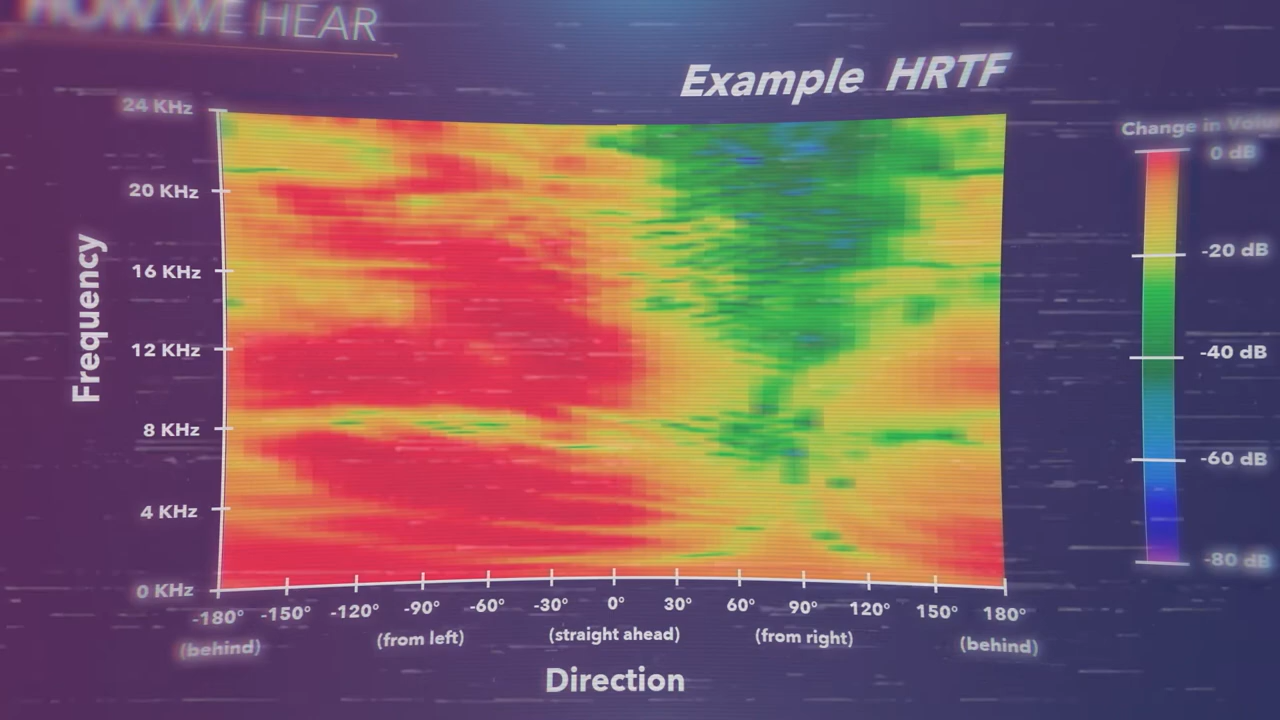 HOW WE HEAR
Example HRTF
Change in
24 KHz
20 KHz
16 KHz
12 KHz
8 KHz
4 KHz
0 KHz
Frequency
0 dB
-20 dB
-40 dB
-60 dB
-80 dB
-180° -150° -120° -90° -60° -30° 0° 30° 60° 90° 120° 150° 180°
(behind) (from left) (straight ahead) (from right) (behind)
Direction